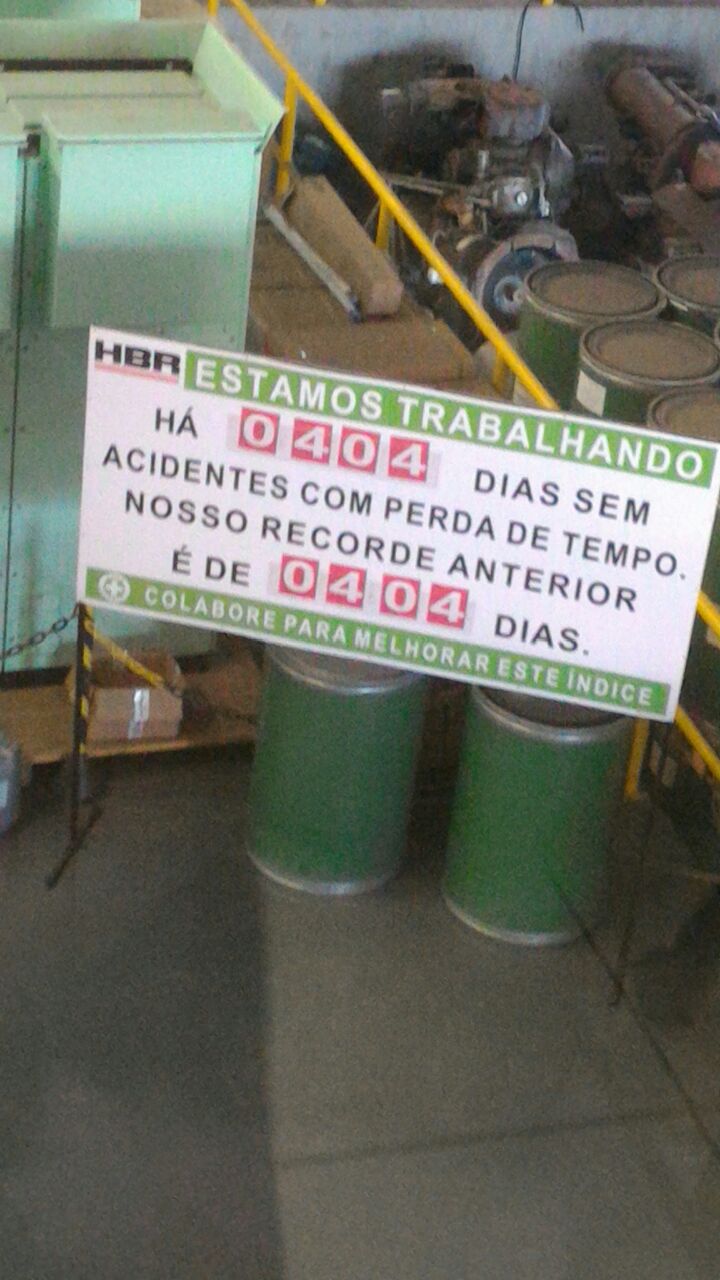 HBR ESTAMOS TRABALHANDO
HÁ 0404 DIAS SEM
ACIDENTES COM PERDA DE TEMPO.
NOSSO RECORDE ANTERIOR
É DE 0404 DIAS.
COLABORE PARA MELHORAR ESTE ÍNDICE